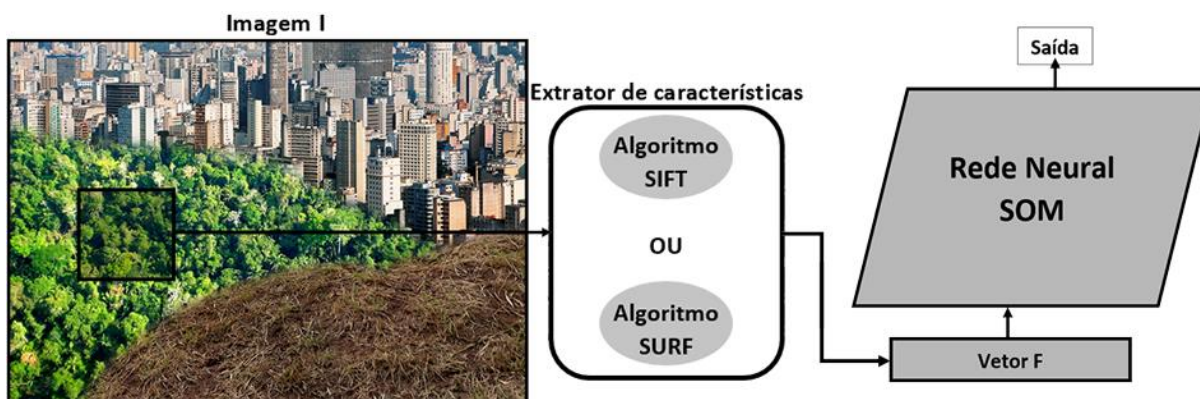 Imagem I
Extrator de características
Algoritmo
SIFT
OU
Algoritmo
SURF
Vetor F
Rede Neural
SOM
Saída